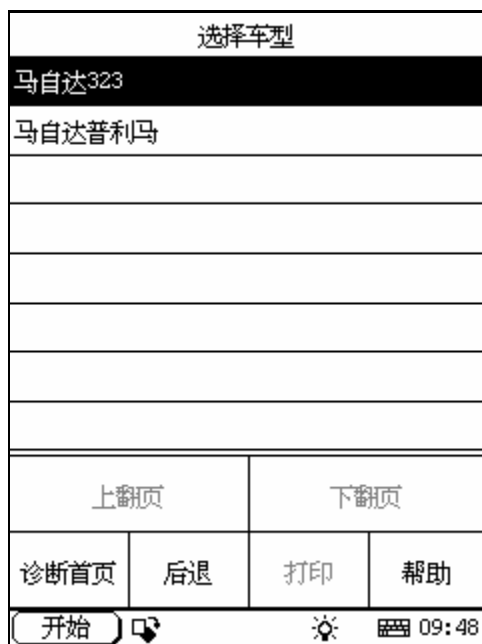 选择车型
马自达323
马自达普利马
上翻页 下翻页
诊断首页 后退 打印 帮助
开始 09:48